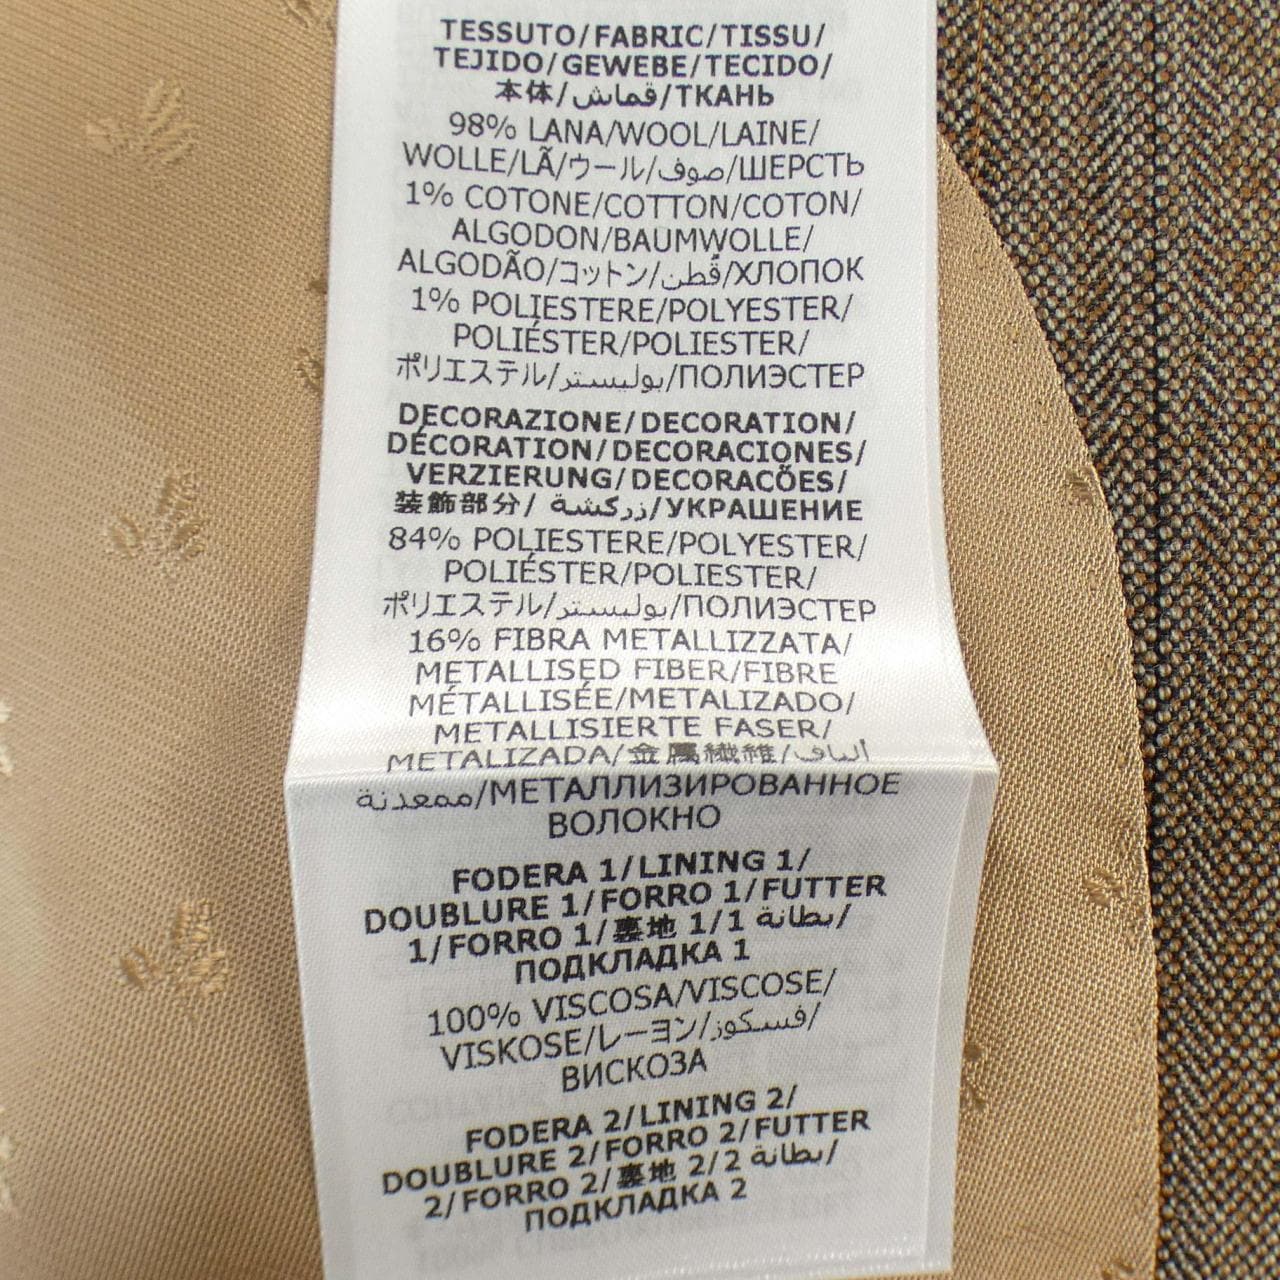 TESSUTO/FABRIC/TISSU/
TEJIDO/GEWEBE/TECIDO/
本体/قماش/ТКАНЬ
98% LANA/WOOL/LAINE/
WOLLE/LÃ/ウール/صوف/ШЕРСТЬ
1% COTONE/COTTON/COTON/
ALGODON/BAUMWOLLE/
ALGODÃO/コットン/قُطن/ХЛОПОК
1% POLIESTERE/POLYESTER/
POLIÉSTER/POLIESTER/
ポリエステル/بوليستر/ПОЛИЭСТЕР
DECORAZIONE/DECORATION/
DÉCORATION/DECORACIONES/
VERZIERUNG/DECORACÕES/
装飾部分/ زركشة/УКРАШЕНИЕ
84% POLIESTERE/POLYESTER/
POLIÉSTER/POLIESTER/
ポリエステル/بوليستر/ПОЛИЭСТЕР
16% FIBRA METALLIZZATA/
METALLISED FIBER/FIBRE
MÉTALLISÉE/METALIZADO/
METALLISIERTE FASER/
METALIZADA/金属繊維/ألياف
ممعدنة/МЕТАЛЛИЗИРОВАННОЕ
ВОЛОКНО
FODERA 1/LINING 1/
DOUBLURE 1/FORRO 1/FUTTER
1/FORRO 1/裏地 1/1 بطانة/
ПОДКЛАДКА 1
100% VISCOSA/VISCOSE/
VISKOSE/レーヨン/فسكوز/
ВИСКОЗА
FODERA 2/LINING 2/
DOUBLURE 2/FORRO 2/FUTTER
2/FORRO 2/裏地 2/2 بطانة/
ПОДКЛАДКА 2